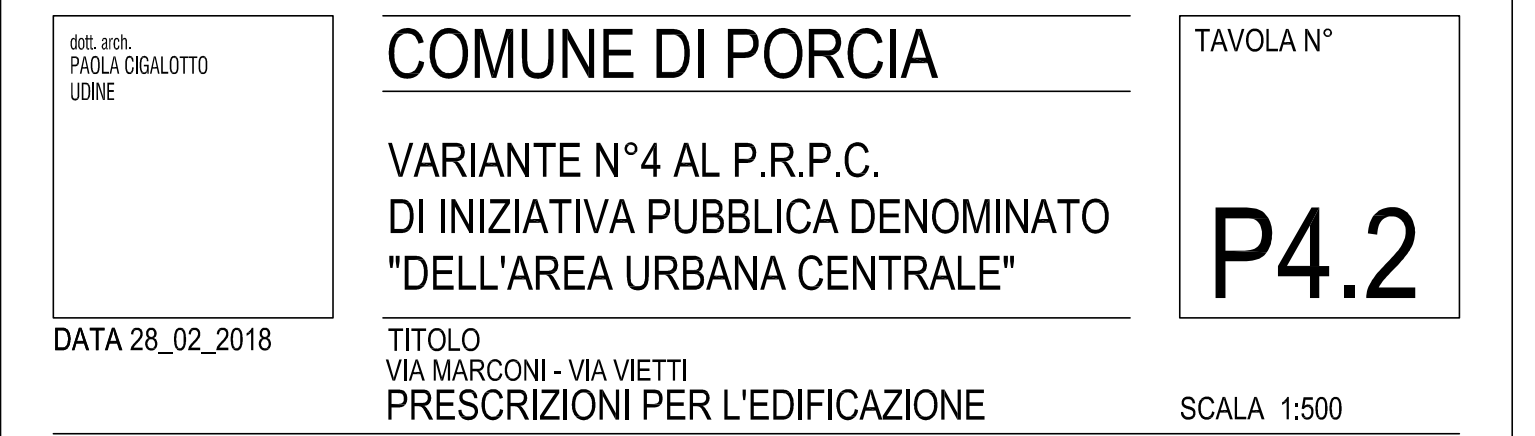 dott. arch.
PAOLA CIGALOTTO
UDINE
COMUNE DI PORCIA
VARIANTE N°4 AL P.R.P.C.
DI INIZIATIVA PUBBLICA DENOMINATO
"DELL'AREA URBANA CENTRALE"
TAVOLA N°
P4.2
DATA 28_02_2018
TITOLO
VIA MARCONI - VIA VIETTI
PRESCRIZIONI PER L'EDIFICAZIONE
SCALA 1:500